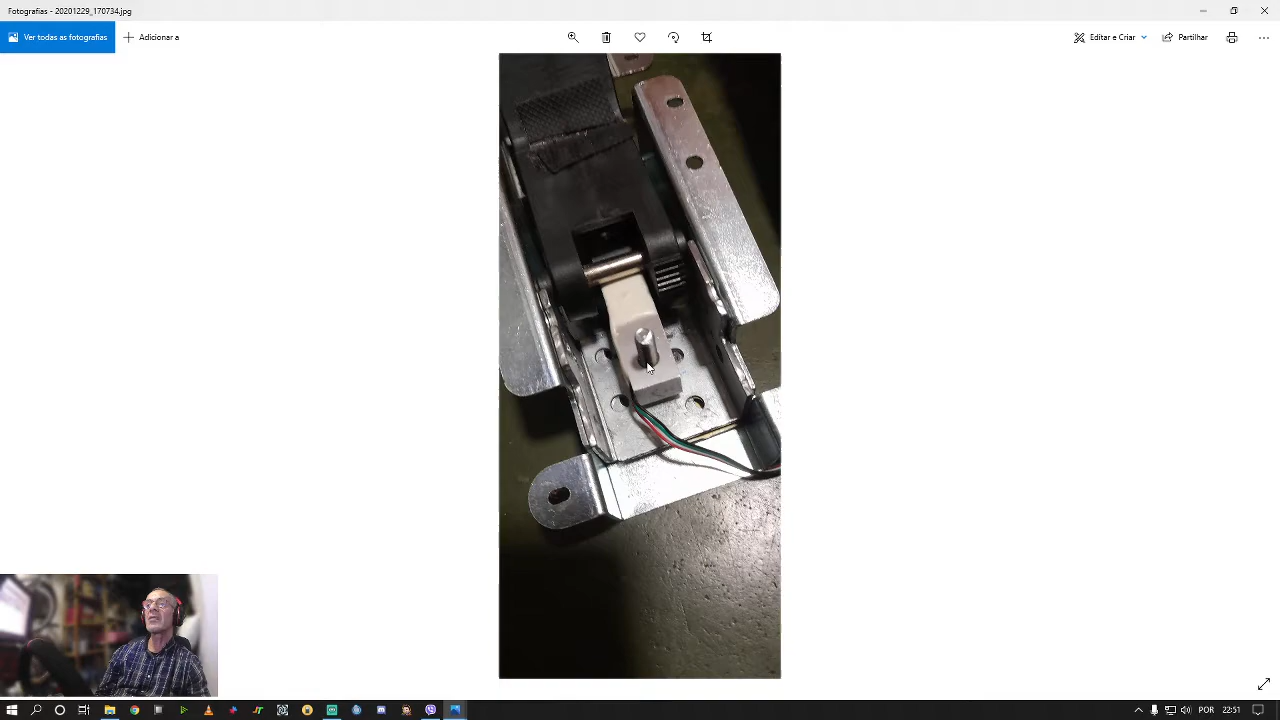 Fotografias - 20201229_170734.jpg
Ver todas as fotografias
Adicionar a
Editar e Criar
Partilhar
POR
22:51